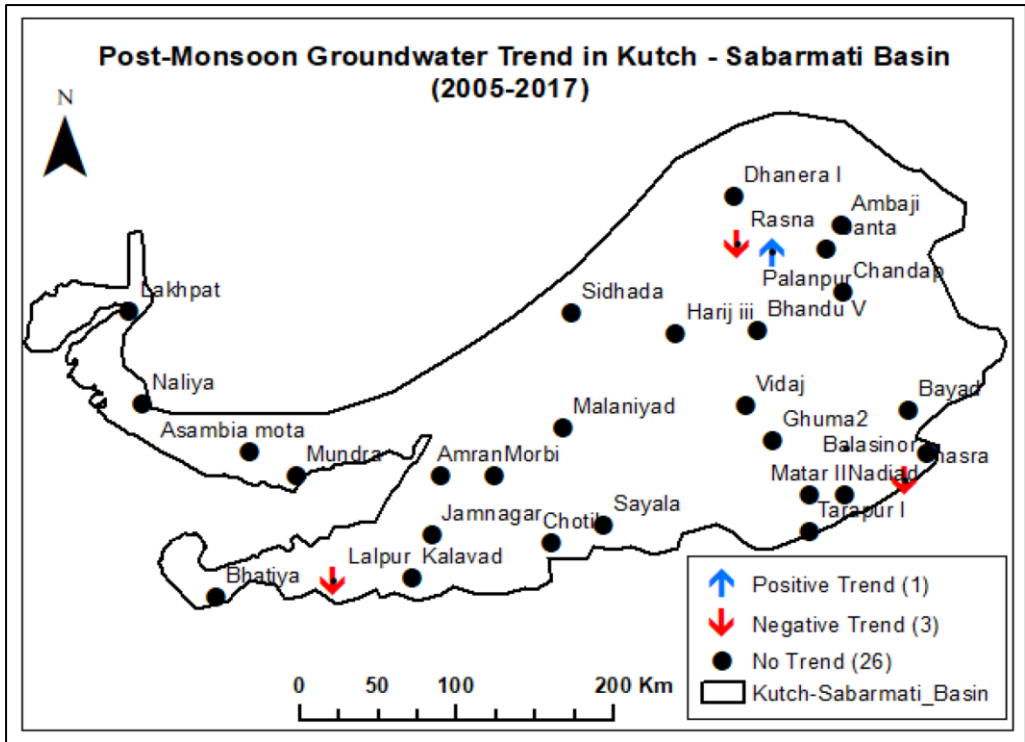 Post-Monsoon Groundwater Trend in Kutch - Sabarmati Basin
(2005-2017)
N
Dhanera I
Rasna
Ambaji
anta
Palanpur
Chandap
Lakhpat
Sidhada
Harij iii
Bhandu V
Naliya
Vidaj
Bayad
Malaniyad
Ghuma2
Asambia mota
Mundra
Amran
Morbi
Balasinor
hasra
Matar II
Nadiad
Sayala
Tarapur I
Jamnagar
Chotil
Lalpur
Kalavad
Bhatiya
Positive Trend (1)
Negative Trend (3)
No Trend (26)
Kutch-Sabarmati_Basin
0 50 100 200 Km